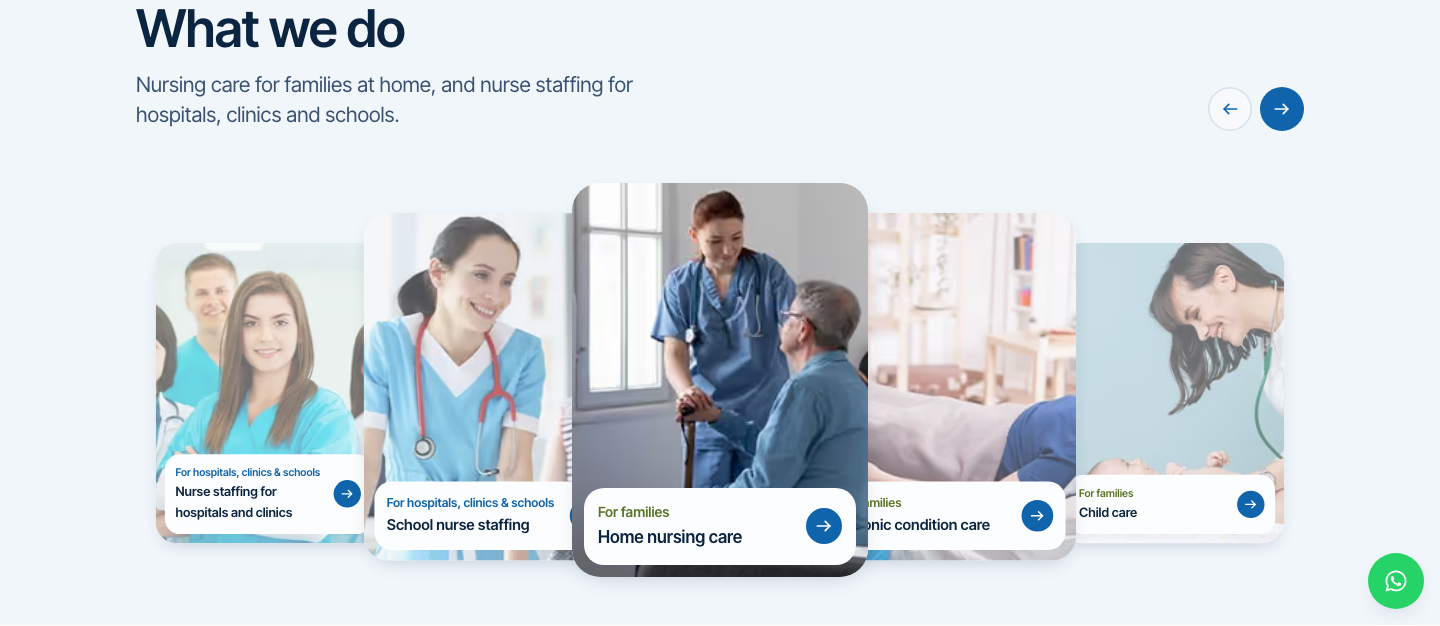 What we do
Nursing care for families at home, and nurse staffing for
hospitals, clinics and schools.
For hospitals, clinics & schools
Nurse staffing for
hospitals and clinics
For hospitals, clinics & schools
School nurse staffing
For families
Home nursing care
condition care
For families
Child care